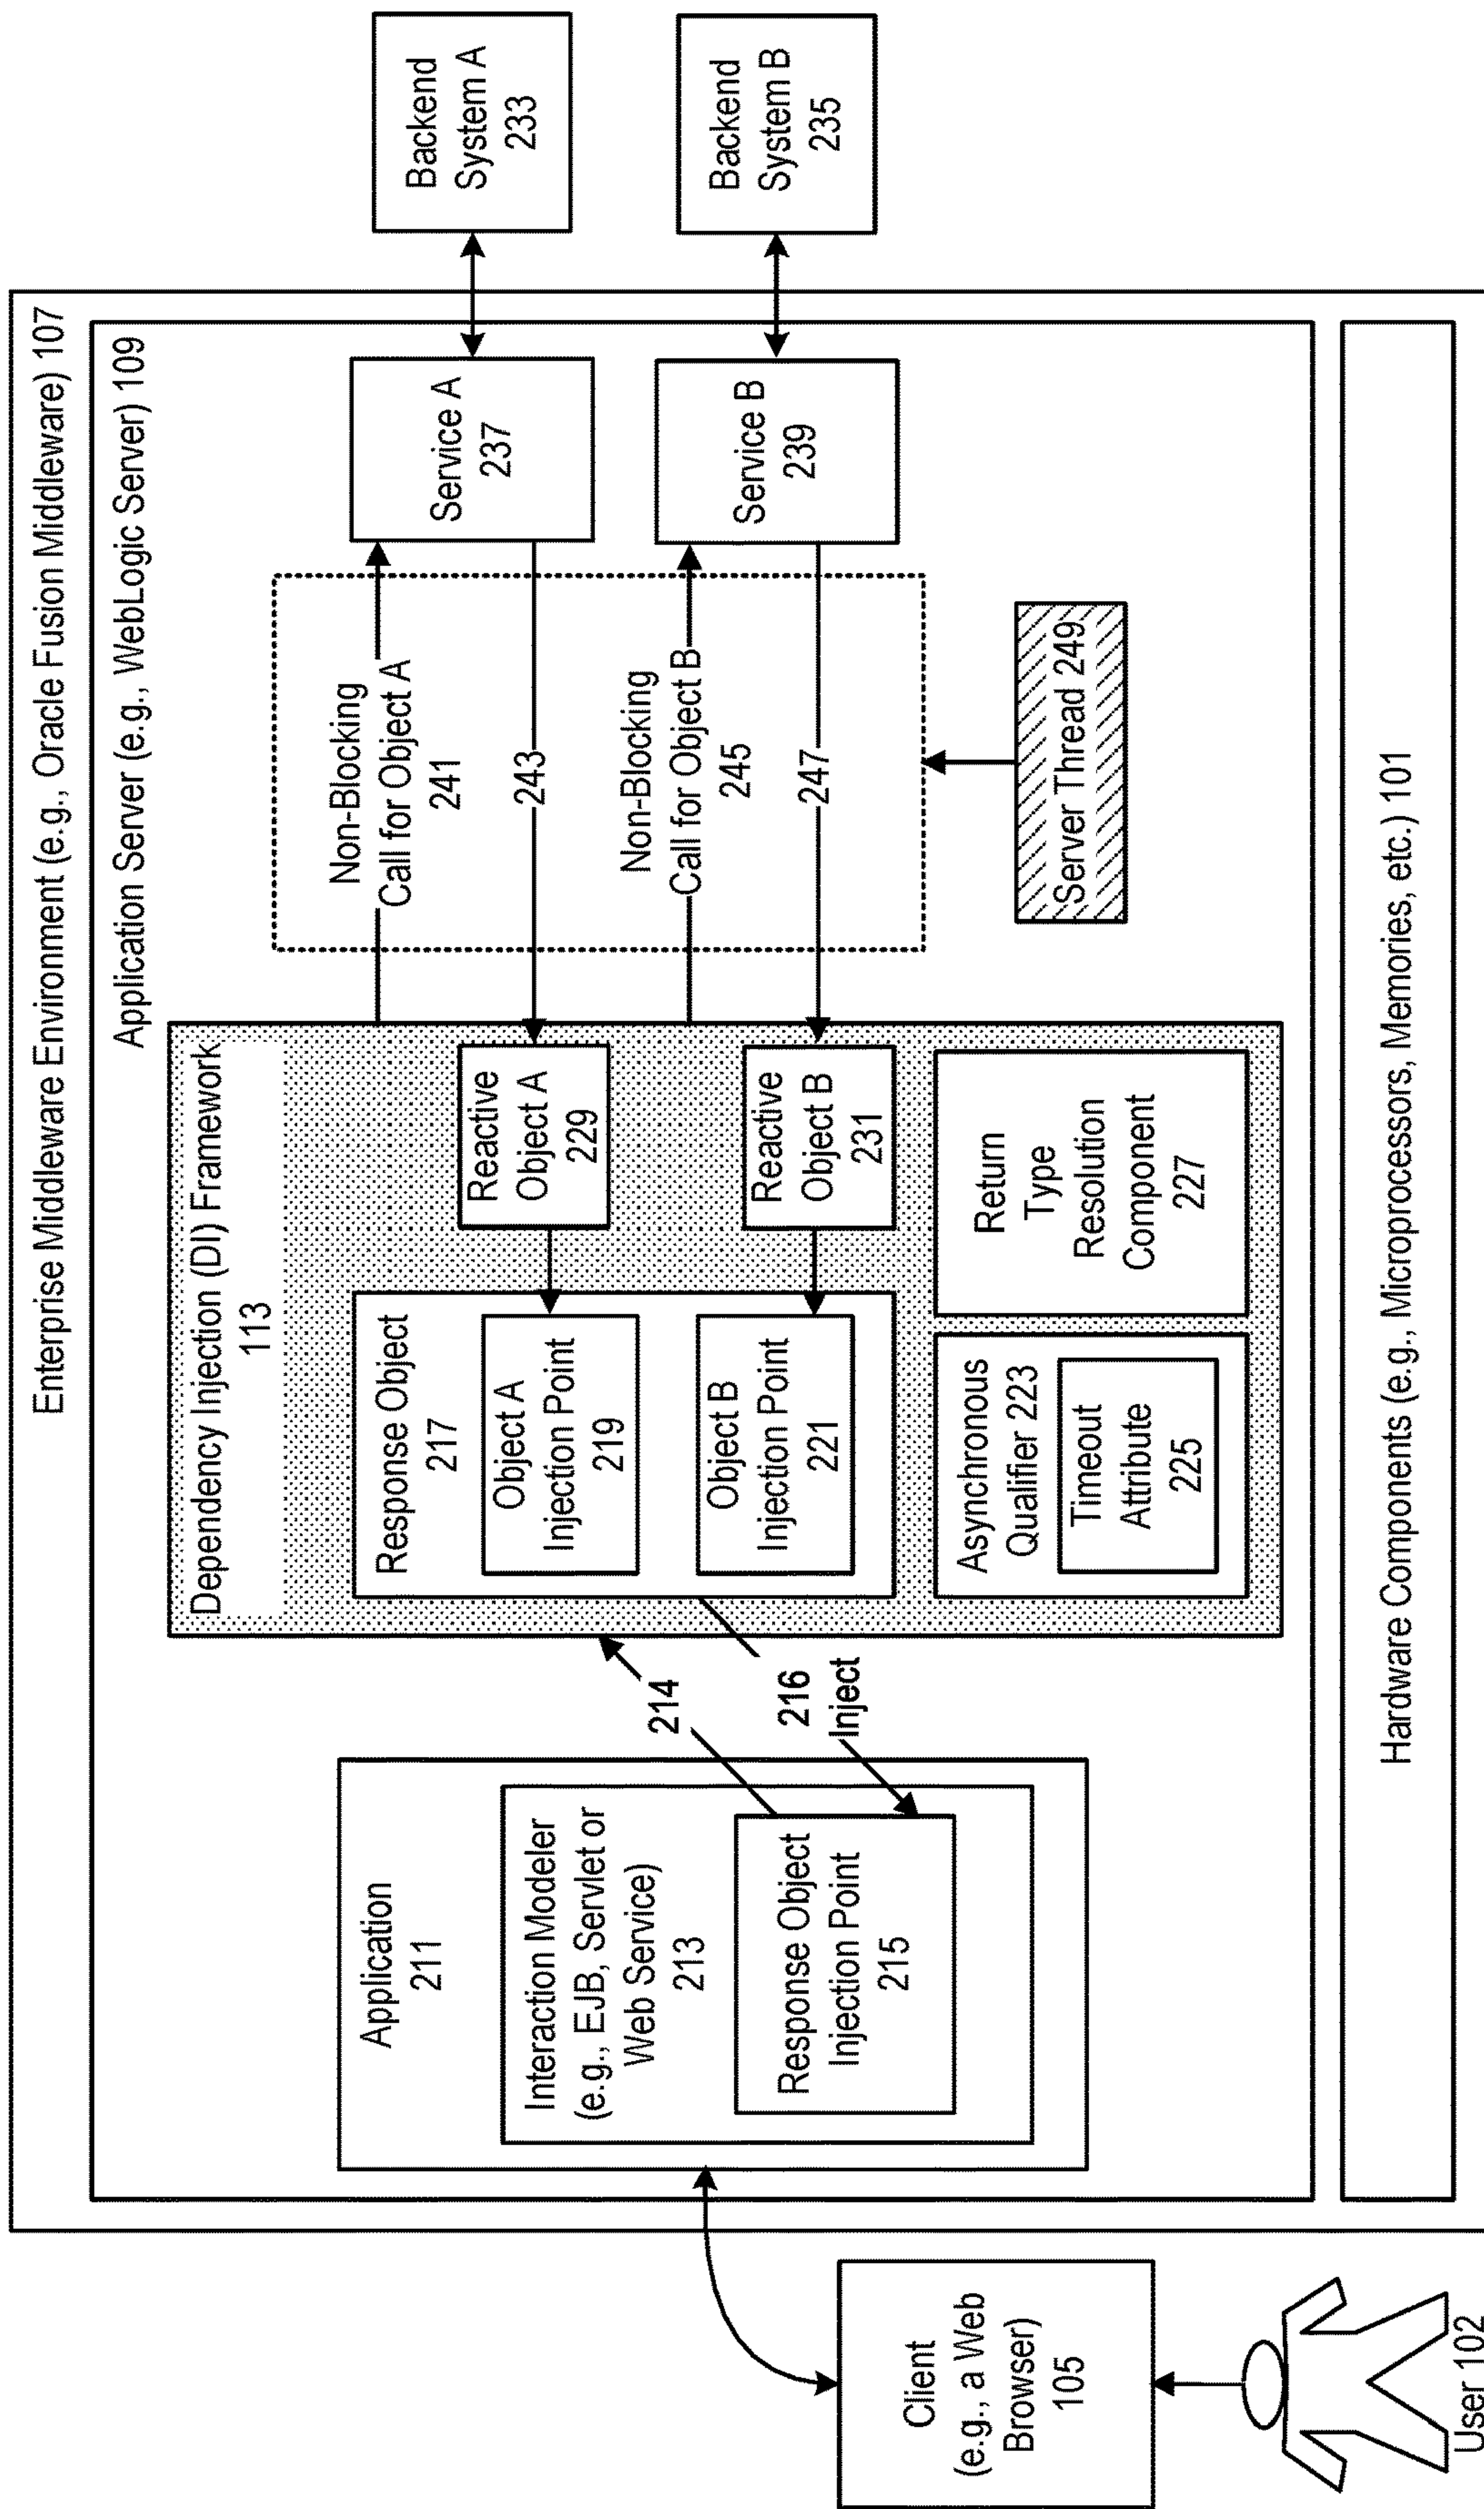 Enterprise Middleware Environment (e.g., Oracle Fusion Middleware) 107
Application Server (e.g., WebLogic Server) 109
Application
211
Interaction Modeler
(e.g., EJB, Servlet or
Web Service)
213
Response Object
Injection Point
215
214
216
Inject
Dependency Injection (DI) Framework
113
Response Object
217
Object A
Injection Point
219
Object B
Injection Point
221
Reactive
Object A
229
Reactive
Object B
231
Asynchronous
Qualifier 223
Timeout
Attribute
225
Return
Type
Resolution
Component
227
Non-Blocking
Call for Object A
241
243
Non-Blocking
Call for Object B
245
247
Server Thread 249
Service A
237
Service B
239
Backend
System A
233
Backend
System B
235
Client
(e.g., a Web
Browser)
105
User 102
Hardware Components (e.g., Microprocessors, Memories, etc.) 101